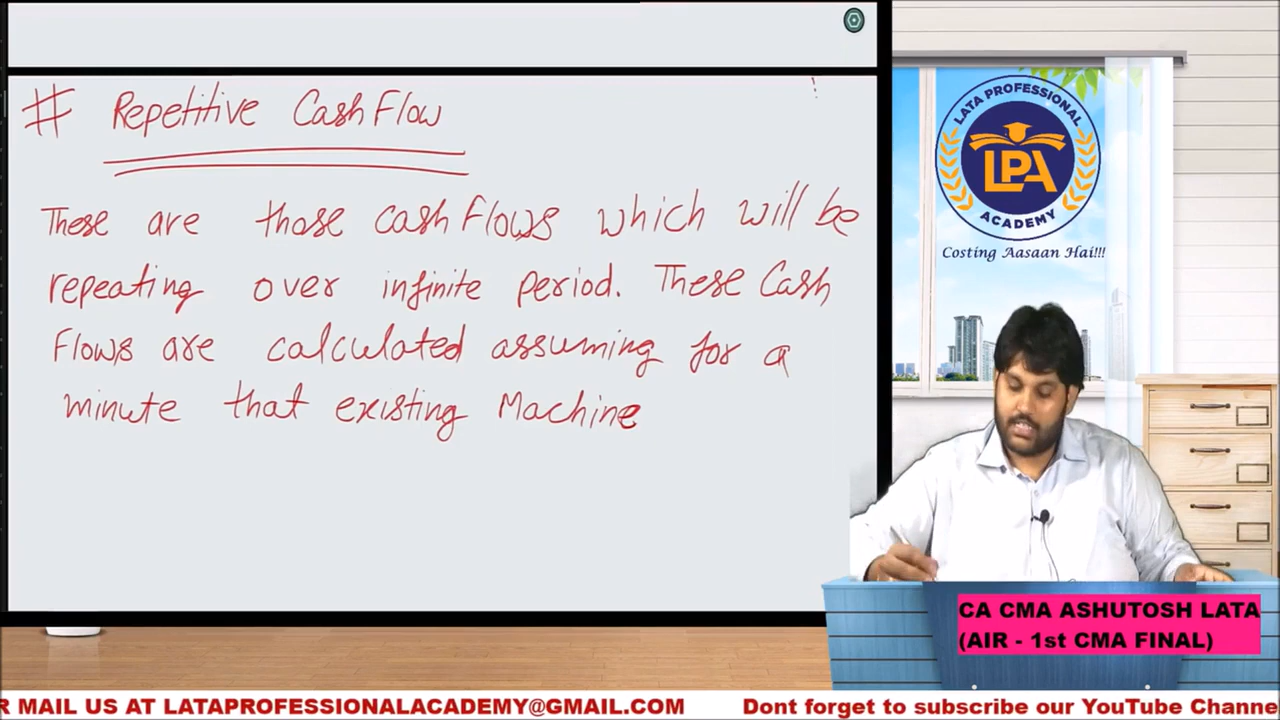 # Repetitive Cash Flow
These are those cash flows which will be
repeating over infinite period. These Cash
Flows are calculated assuming for a
minute that existing Machine
LATA PROFESSIONAL
LPA
ACADEMY
Costing Aasaan Hai!!!
CA CMA ASHUTOSH LATA
(AIR - 1st CMA FINAL)
R MAIL US AT LATAPROFESSIONALACADEMY@GMAIL.COM Dont forget to subscribe our YouTube Channe